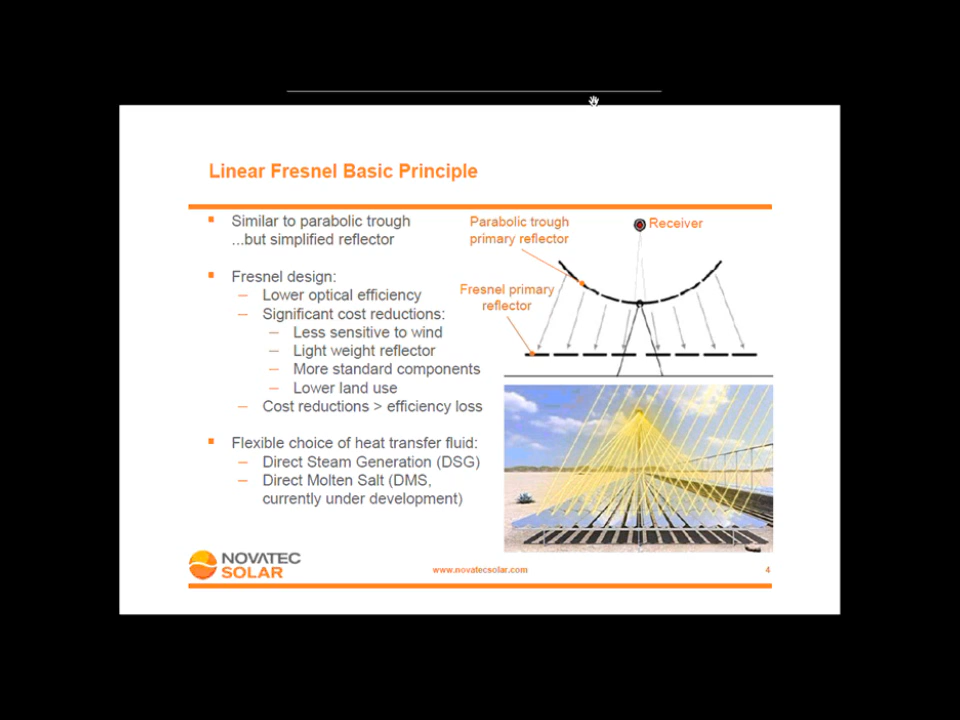 Linear Fresnel Basic Principle
Similar to parabolic trough
...but simplified reflector
Fresnel design:
– Lower optical efficiency
– Significant cost reductions:
– Less sensitive to wind
– Light weight reflector
– More standard components
– Lower land use
– Cost reductions > efficiency loss
Flexible choice of heat transfer fluid:
– Direct Steam Generation (DSG)
– Direct Molten Salt (DMS,
currently under development)
Parabolic trough
primary reflector
Receiver
Fresnel primary
reflector
NOVATEC
SOLAR
www.novatecsolar.com
4